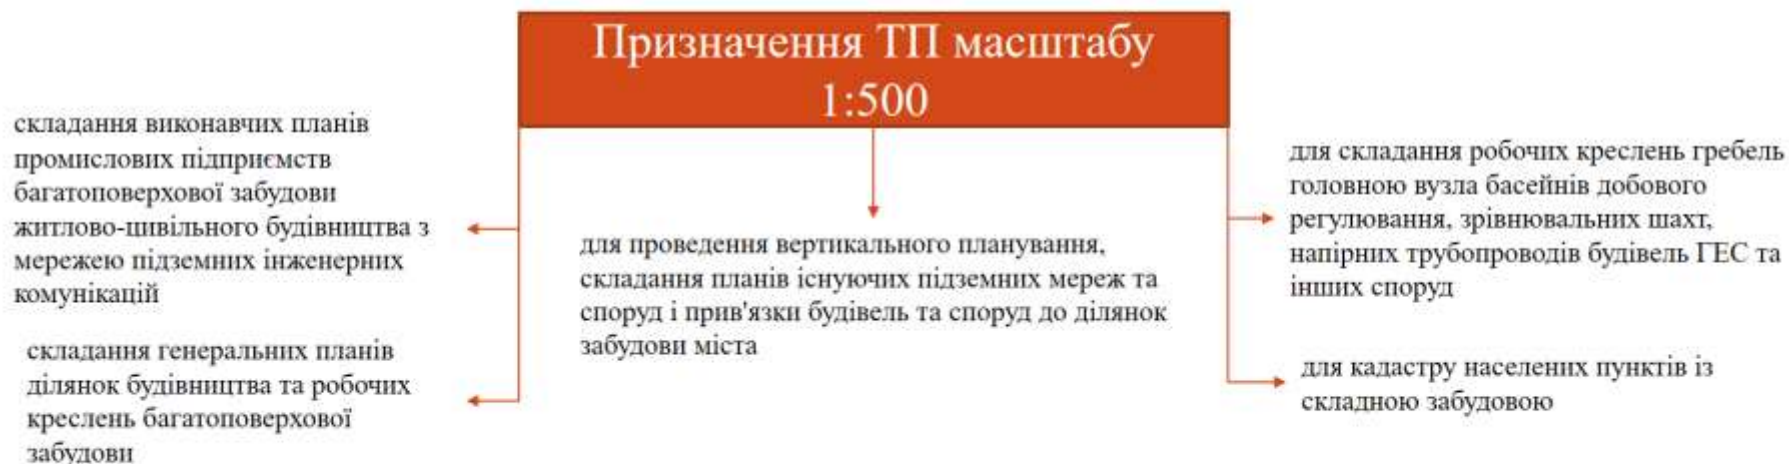 Призначення ТП масштабу
1:500
складання виконавчих планів
промислових підприємств
багатоповерхової забудови
житлово-цивільного будівництва з
мережею підземних інженерних
комунікацій
складання генеральних планів
ділянок будівництва та робочих
креслень багатоповерхової
забудови
для проведення вертикального планування,
складання планів існуючих підземних мереж та
споруд і прив'язки будівель та споруд до ділянок
забудови міста
для складання робочих креслень гребель
головною вузла басейнів добового
регулювання, зрівнювальних шахт,
напірних трубопроводів будівель ГЕС та
інших споруд
для кадастру населених пунктів із
складною забудовою